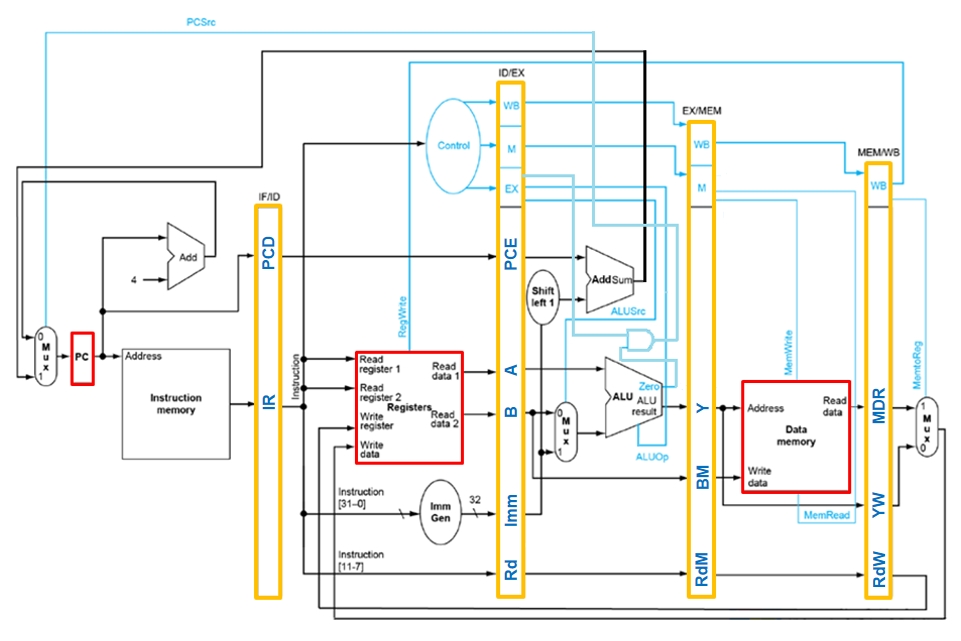 PCSrc
ID/EX
WB
EX/MEM
Control
M
WB
MEM/WB
EX
M
WB
IF/ID
PCD
PCE
Add
4
Add Sum
Shift
left 1
ALUSrc
RegWrite
0
M
u
x
1
PC
Address
Instruction
memory
IR
Instruction
Read
register 1
Read
data 1
Read
register 2
Registers
Write
register
Read
data 2
Write
data
A
B
0
M
u
x
1
Zero
ALU
ALU
result
ALUOp
Y
BM
MemWrite
Address
Read
data
Data
memory
Write
data
MemRead
MDR
YW
MemtoReg
1
M
u
x
0
Instruction
[31–0]
Imm
Gen
32
Imm
Instruction
[11-7]
Rd
RdM
RdW